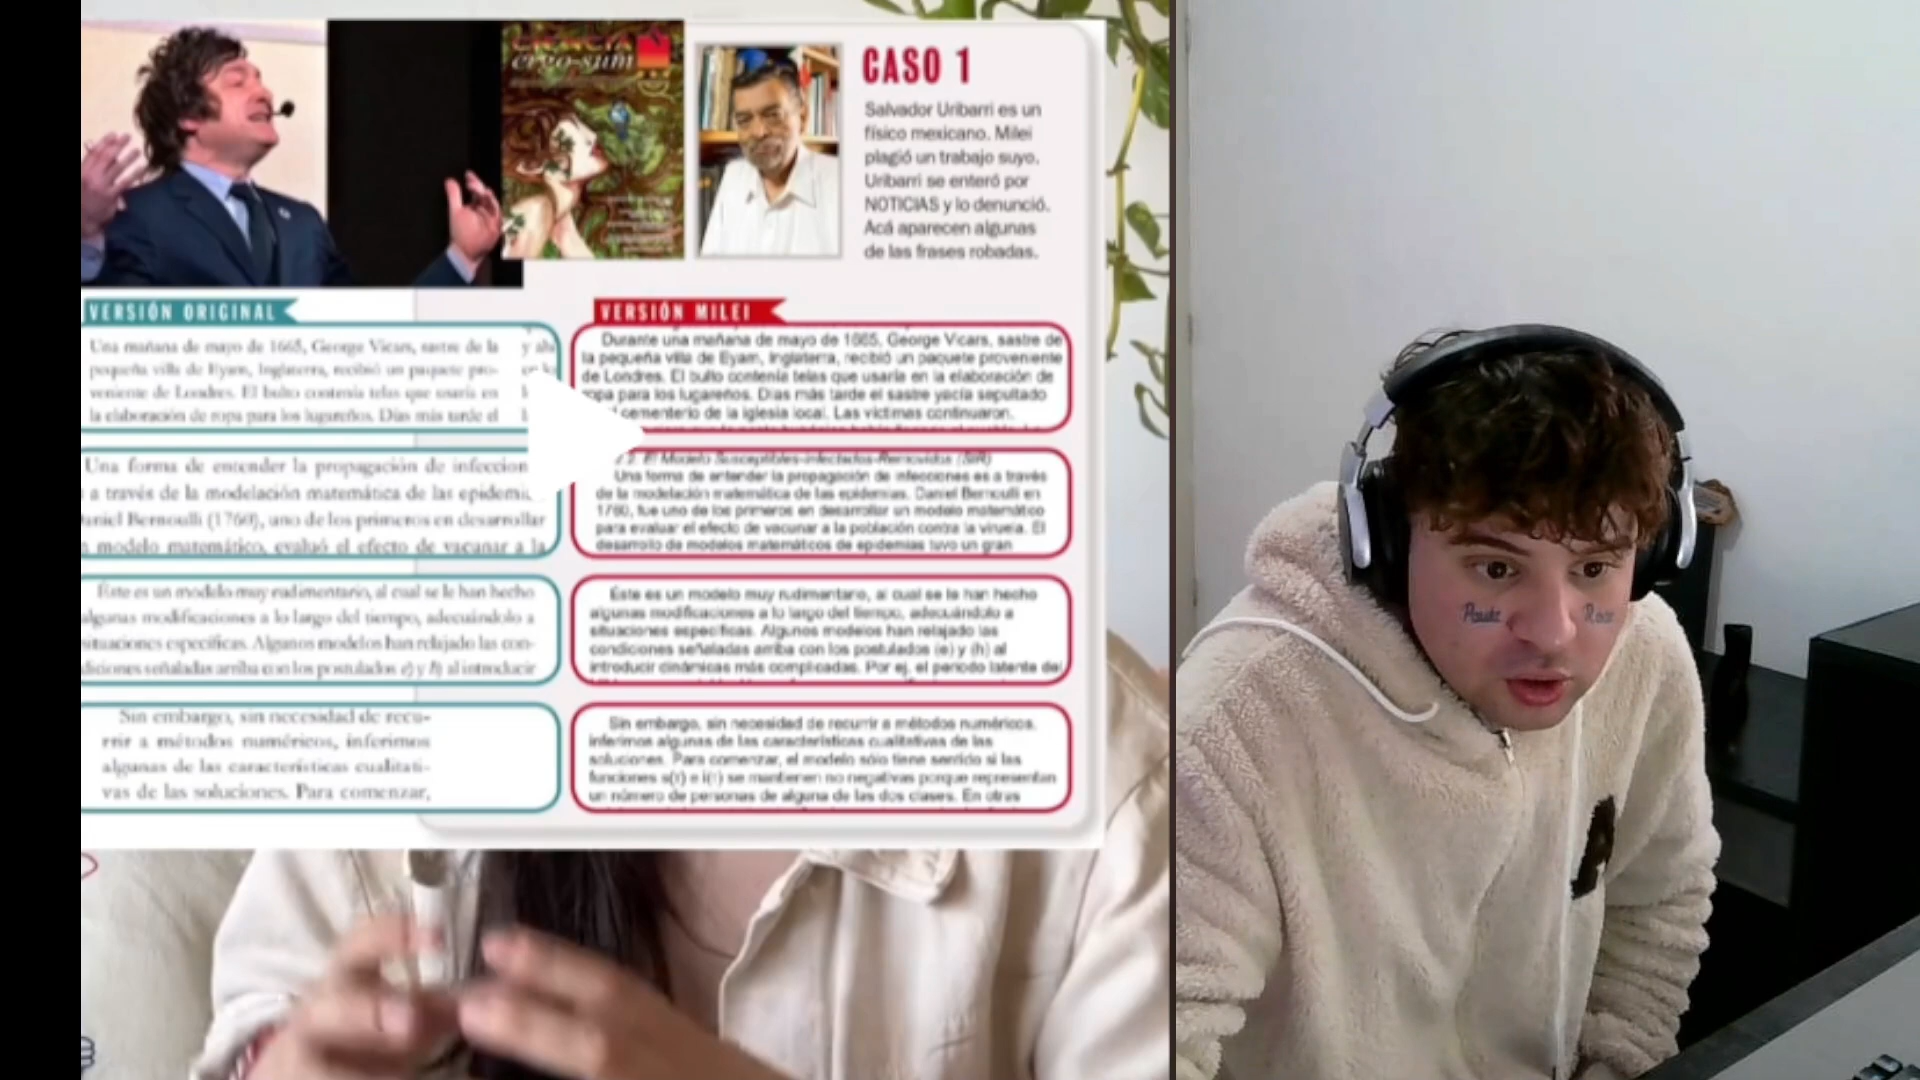 CIENCIA
ergo-sum
CASO 1
Salvador Uribarri es un
físico mexicano. Milei
plagió un trabajo suyo.
Uribarri se enteró por
NOTICIAS y lo denunció.
Acá aparecen algunas
de las frases robadas.
VERSIÓN ORIGINAL
Una mañana de mayo de 1665, George Vicars, sastre de la
pequeña villa de Eyam, Inglaterra, recibió un paquete pro-
veniente de Londres. El bulto contenía telas que usaría en
la elaboración de ropa para los lugareños. Días más tarde el
Una forma de entender la propagación de infeccion
a través de la modelación matemática de las epidemi
aniel Bernoulli (1760), uno de los primeros en desarrollar
modelo matemático, evaluó el efecto de vacunar a la
Éste es un modelo muy rudimentario, al cual se le han hecho
algunas modificaciones a lo largo del tiempo, adecuándolo a
situaciones específicas. Algunos modelos han relajado las con-
diciones señaladas arriba con los postulados e) y h) al introducir
Sin embargo, sin necesidad de recu-
rrir a métodos numéricos, inferimos
algunas de las características cualitati-
vas de las soluciones. Para comenzar,
VERSIÓN MILEI
Durante una mañana de mayo de 1665, George Vicars, sastre de
la pequeña villa de Eyam, Inglaterra, recibió un paquete proveniente
de Londres. El bulto contenía telas que usaría en la elaboración de
ropa para los lugareños. Días más tarde el sastre yacía sepultado
cementerio de la iglesia local. Las víctimas continuaron.
El Modelo Susceptibles-Infectados-Removidos (SIR)
Una forma de entender la propagación de infecciones es a través
de la modelación matemática de las epidemias. Daniel Bernoulli en
1760, fue uno de los primeros en desarrollar un modelo matemático
para evaluar el efecto de vacunar a la población contra la viruela. El
desarrollo de modelos matemáticos de epidemias tuvo un gran
Éste es un modelo muy rudimentario, al cual se le han hecho
algunas modificaciones a lo largo del tiempo, adecuándolo a
situaciones específicas. Algunos modelos han relajado las
condiciones señaladas arriba con los postulados (e) y (h) al
introducir dinámicas más complicadas. Por ej, el periodo latente del
Sin embargo, sin necesidad de recurrir a métodos numéricos,
inferimos algunas de las características cualitativas de las
soluciones. Para comenzar, el modelo sólo tiene sentido si las
funciones s(t) e i(t) se mantienen no negativas porque representan
un número de personas de alguna de las dos clases. En otras